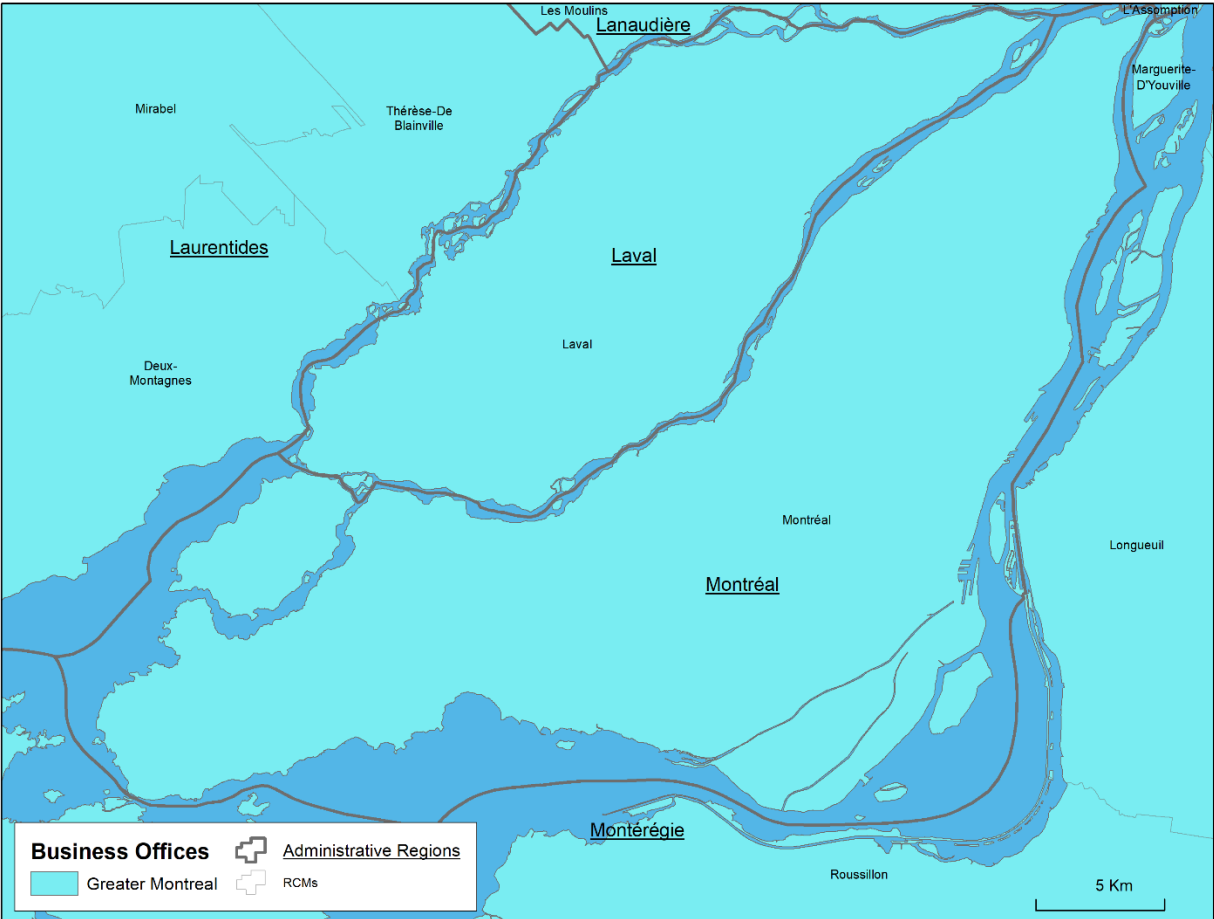 Les Moulins
L'Assomption
Lanaudière
Marguerite-
D'Youville
Mirabel
Thérèse-De
Blainville
Laurentides
Laval
Laval
Deux-
Montagnes
Montréal
Longueuil
Montréal
Montérégie
Roussillon
Business Offices
Administrative Regions
Greater Montreal
RCMs
5 Km